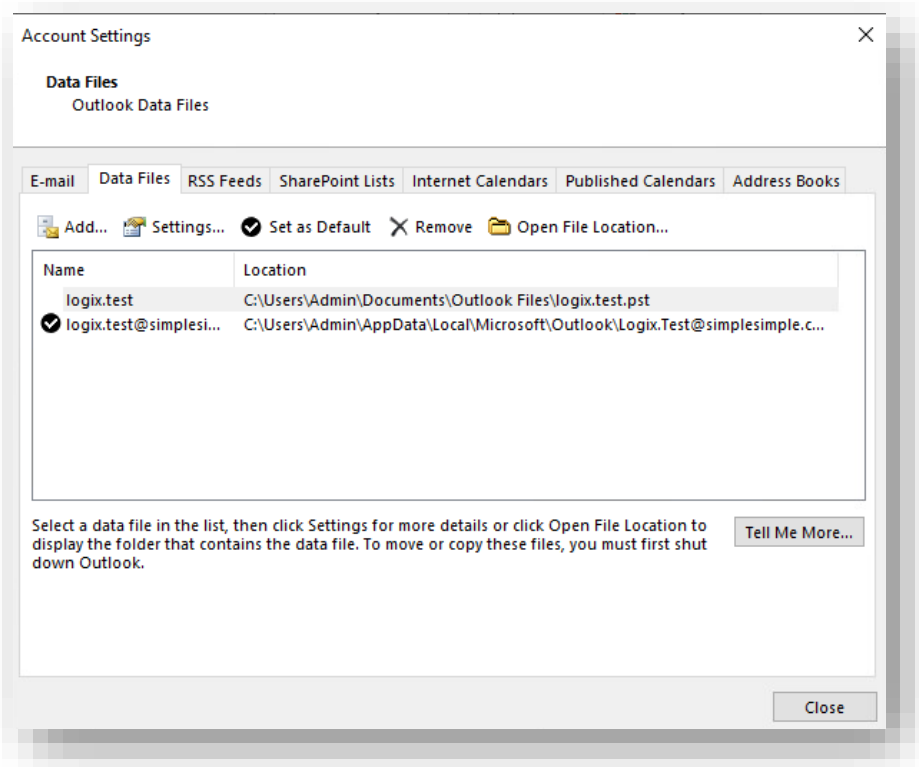 Account Settings
Data Files
Outlook Data Files
E-mail Data Files RSS Feeds SharePoint Lists Internet Calendars Published Calendars Address Books
Add... Settings... Set as Default Remove Open File Location...
Name Location
logix.test C:\Users\Admin\Documents\Outlook Files\logix.test.pst
logix.test@simplesi... C:\Users\Admin\AppData\Local\Microsoft\Outlook\Logix.Test@simplesimple.c...
Select a data file in the list, then click Settings for more details or click Open File Location to
display the folder that contains the data file. To move or copy these files, you must first shut
down Outlook.
Tell Me More...
Close